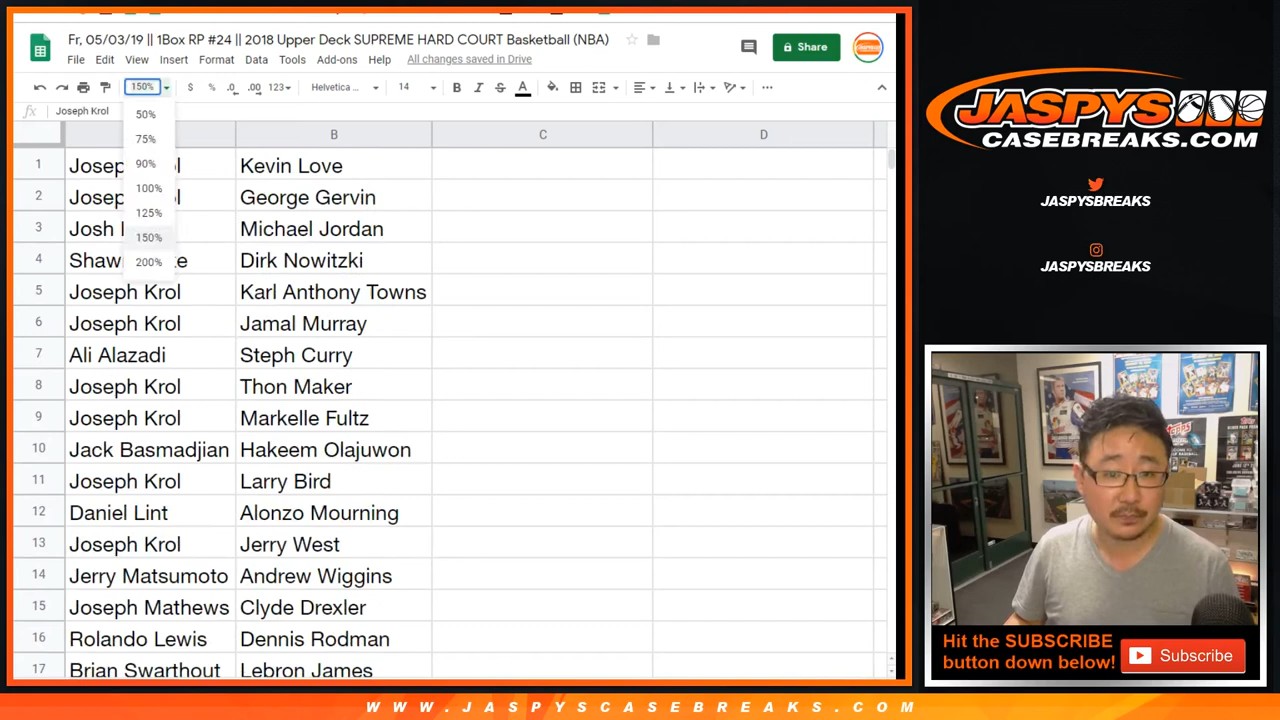 Fr, 05/03/19 || 1Box RP #24 || 2018 Upper Deck SUPREME HARD COURT Basketball (NBA)
Share
File Edit View Insert Format Data Tools Add-ons Help All changes saved in Drive
150% $ % .0 .00 123 Helvetica ... 14 B I S A
fx Joseph Krol
50%
75%
90%
100%
125%
150%
200%
B C D
1 Kevin Love
2 George Gervin
3 Josh Michael Jordan
4 Dirk Nowitzki
5 Joseph Krol Karl Anthony Towns
6 Joseph Krol Jamal Murray
7 Ali Alazadi Steph Curry
8 Joseph Krol Thon Maker
9 Joseph Krol Markelle Fultz
10 Jack Basmadjian Hakeem Olajuwon
11 Joseph Krol Larry Bird
12 Daniel Lint Alonzo Mourning
13 Joseph Krol Jerry West
14 Jerry Matsumoto Andrew Wiggins
15 Joseph Mathews Clyde Drexler
16 Rolando Lewis Dennis Rodman
17 Brian Swarthout Lebron James
JASPYS
CASEBREAKS.COM
JASPYSBREAKS
JASPYSBREAKS
Hit the SUBSCRIBE
button down below!
Subscribe
WWW.JASPYSCASEBREAKS.COM